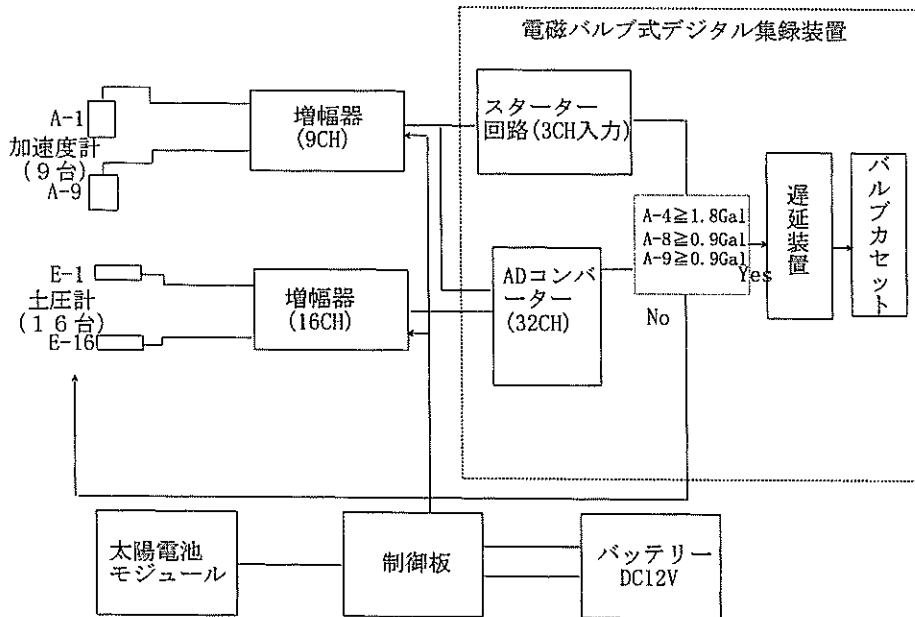 電磁バルブ式デジタル集録装置
A-1
加速度計
(9台)
A-9
増幅器
(9CH)
スターター
回路(3CH入力)
A-4≧1.8Gal
A-8≧0.9Gal
A-9≧0.9Gal
Yes
No
遅延装置
バルブカセット
E-1
土圧計
(16台)
E-16
増幅器
(16CH)
ADコンバ
ーター
(32CH)
太陽電池
モジュール
制御板
バッテリー
DC12V